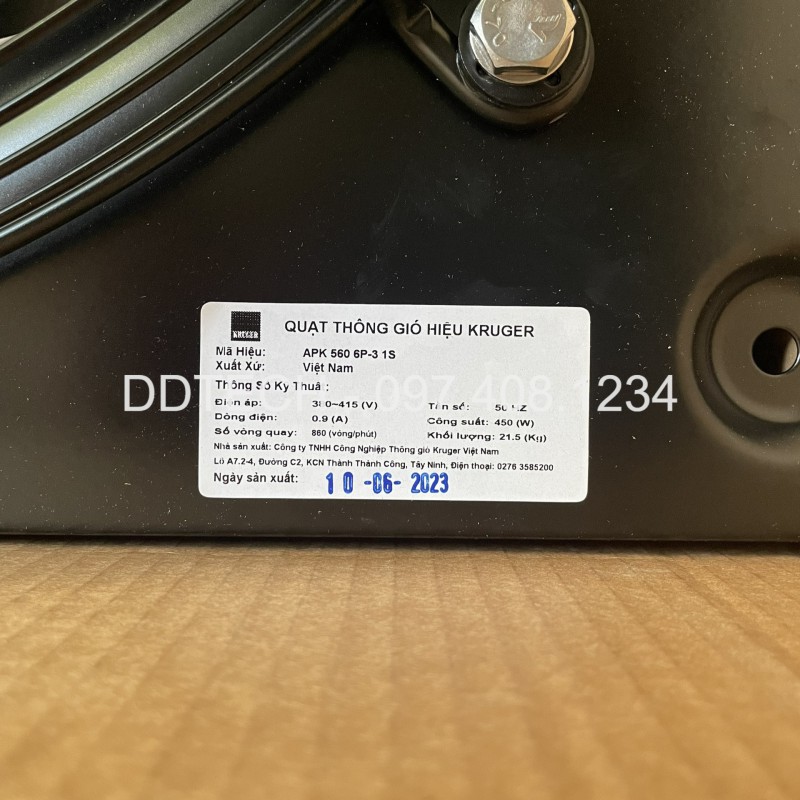 KRUGER
QUẠT THÔNG GIÓ HIỆU KRUGER
Mã Hiệu: APK 560 6P-3 1S
Xuất Xứ: Việt Nam
Thông Số Kỹ Thuật:
Điện áp: 380~415 (V) Tần số: 50 HZ
Dòng điện: 0.9 (A) Công suất: 450 (W)
Số vòng quay: 860 (vòng/phút) Khối lượng: 21.5 (Kg)
Nhà sản xuất: Công ty TNHH Công Nghiệp Thông gió Kruger Việt Nam
Lô A7.2-4, Đường C2, KCN Thành Thành Công, Tây Ninh, Điện thoại: 0276 3585200
Ngày sản xuất: 10-06-2023
097 408 1234